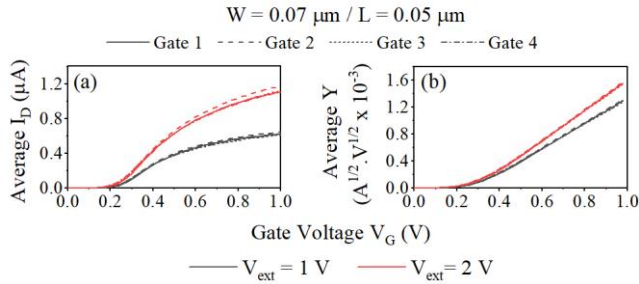 W = 0.07 μm / L = 0.05 μm
Gate 1 Gate 2 Gate 3 Gate 4
(a) (b)
Average I_D (μA)
1.2
0.8
0.4
0.0
0.0 0.2 0.4 0.6 0.8 1.0
Average Y
(A^1/2.V^1/2 x 10^-3)
1.6
1.2
0.8
0.4
0.0
0.0 0.2 0.4 0.6 0.8 1.0
Gate Voltage V_G (V)
V_ext = 1 V V_ext = 2 V